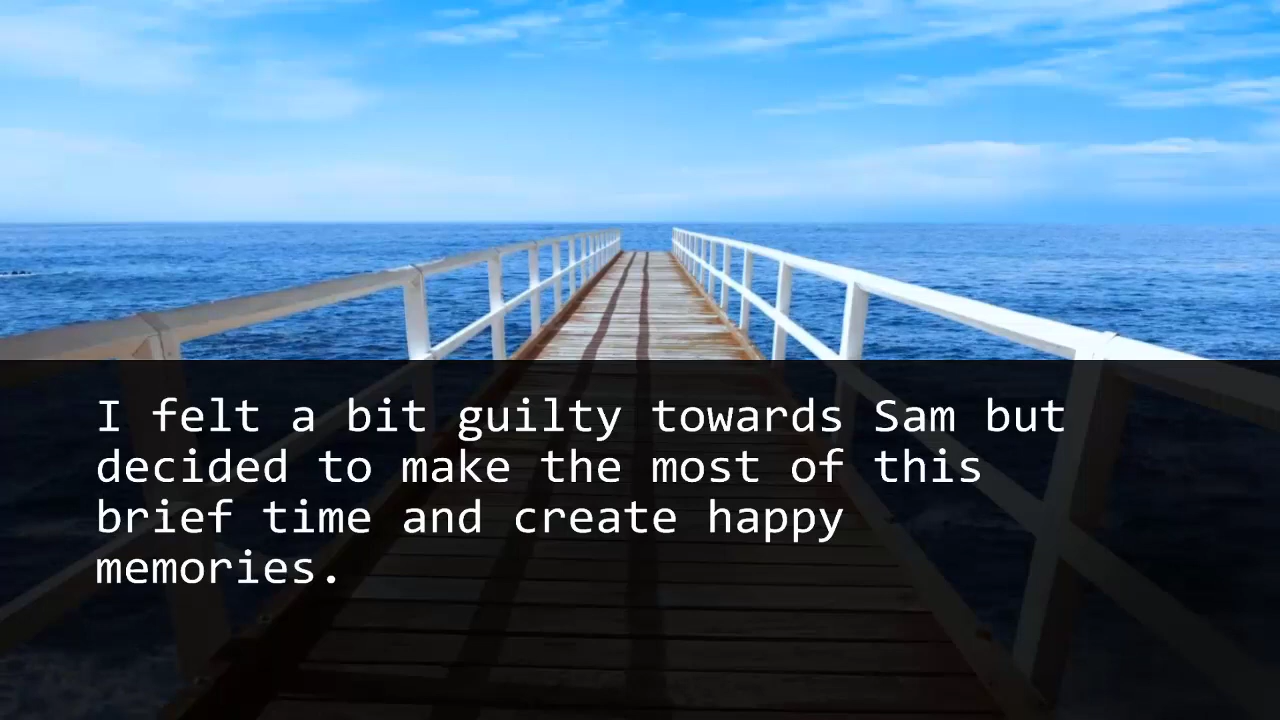 I felt a bit guilty towards Sam but
decided to make the most of this
brief time and create happy
memories.